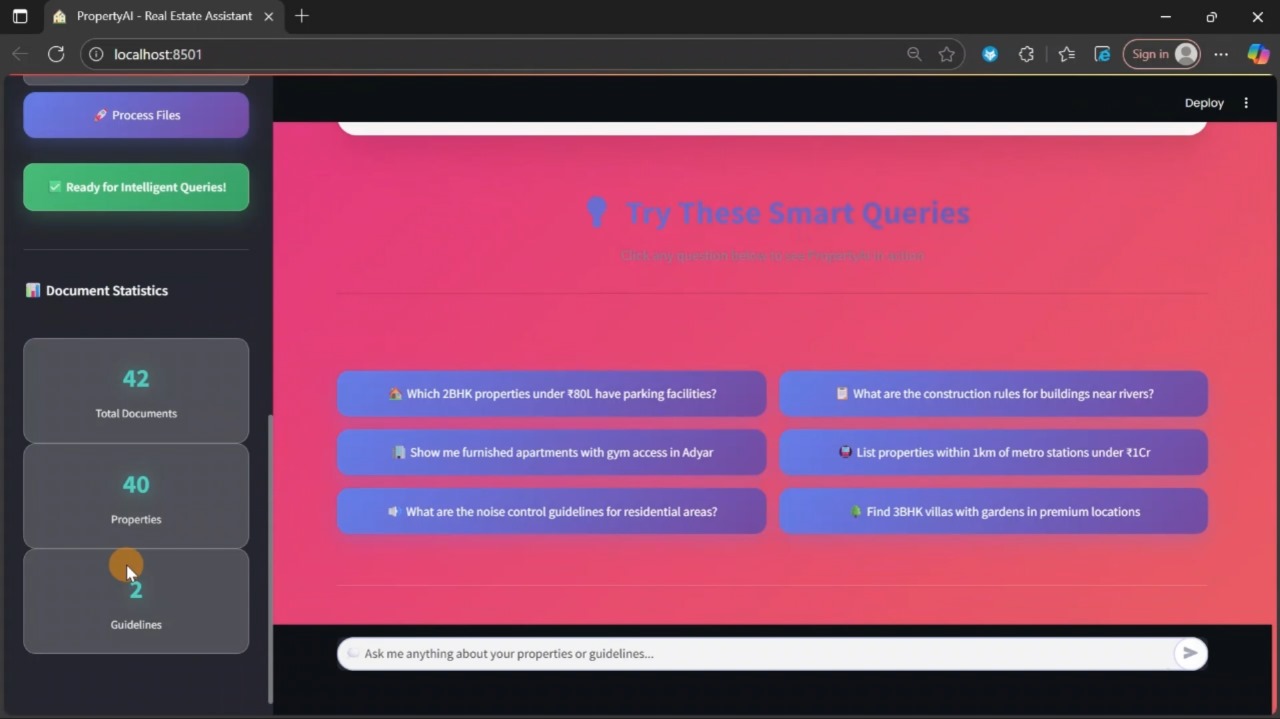 PropertyAI - Real Estate Assistant
localhost:8501
Sign in
Deploy
🚀 Process Files
✅ Ready for Intelligent Queries!
📊 Document Statistics
42
Total Documents
40
Properties
2
Guidelines
💡 Try These Smart Queries
Click any question below to see PropertyAI in action
🏠 Which 2BHK properties under ₹80L have parking facilities?
📋 What are the construction rules for buildings near rivers?
🏢 Show me furnished apartments with gym access in Adyar
🚇 List properties within 1km of metro stations under ₹1Cr
🔊 What are the noise control guidelines for residential areas?
🌲 Find 3BHK villas with gardens in premium locations
Ask me anything about your properties or guidelines...